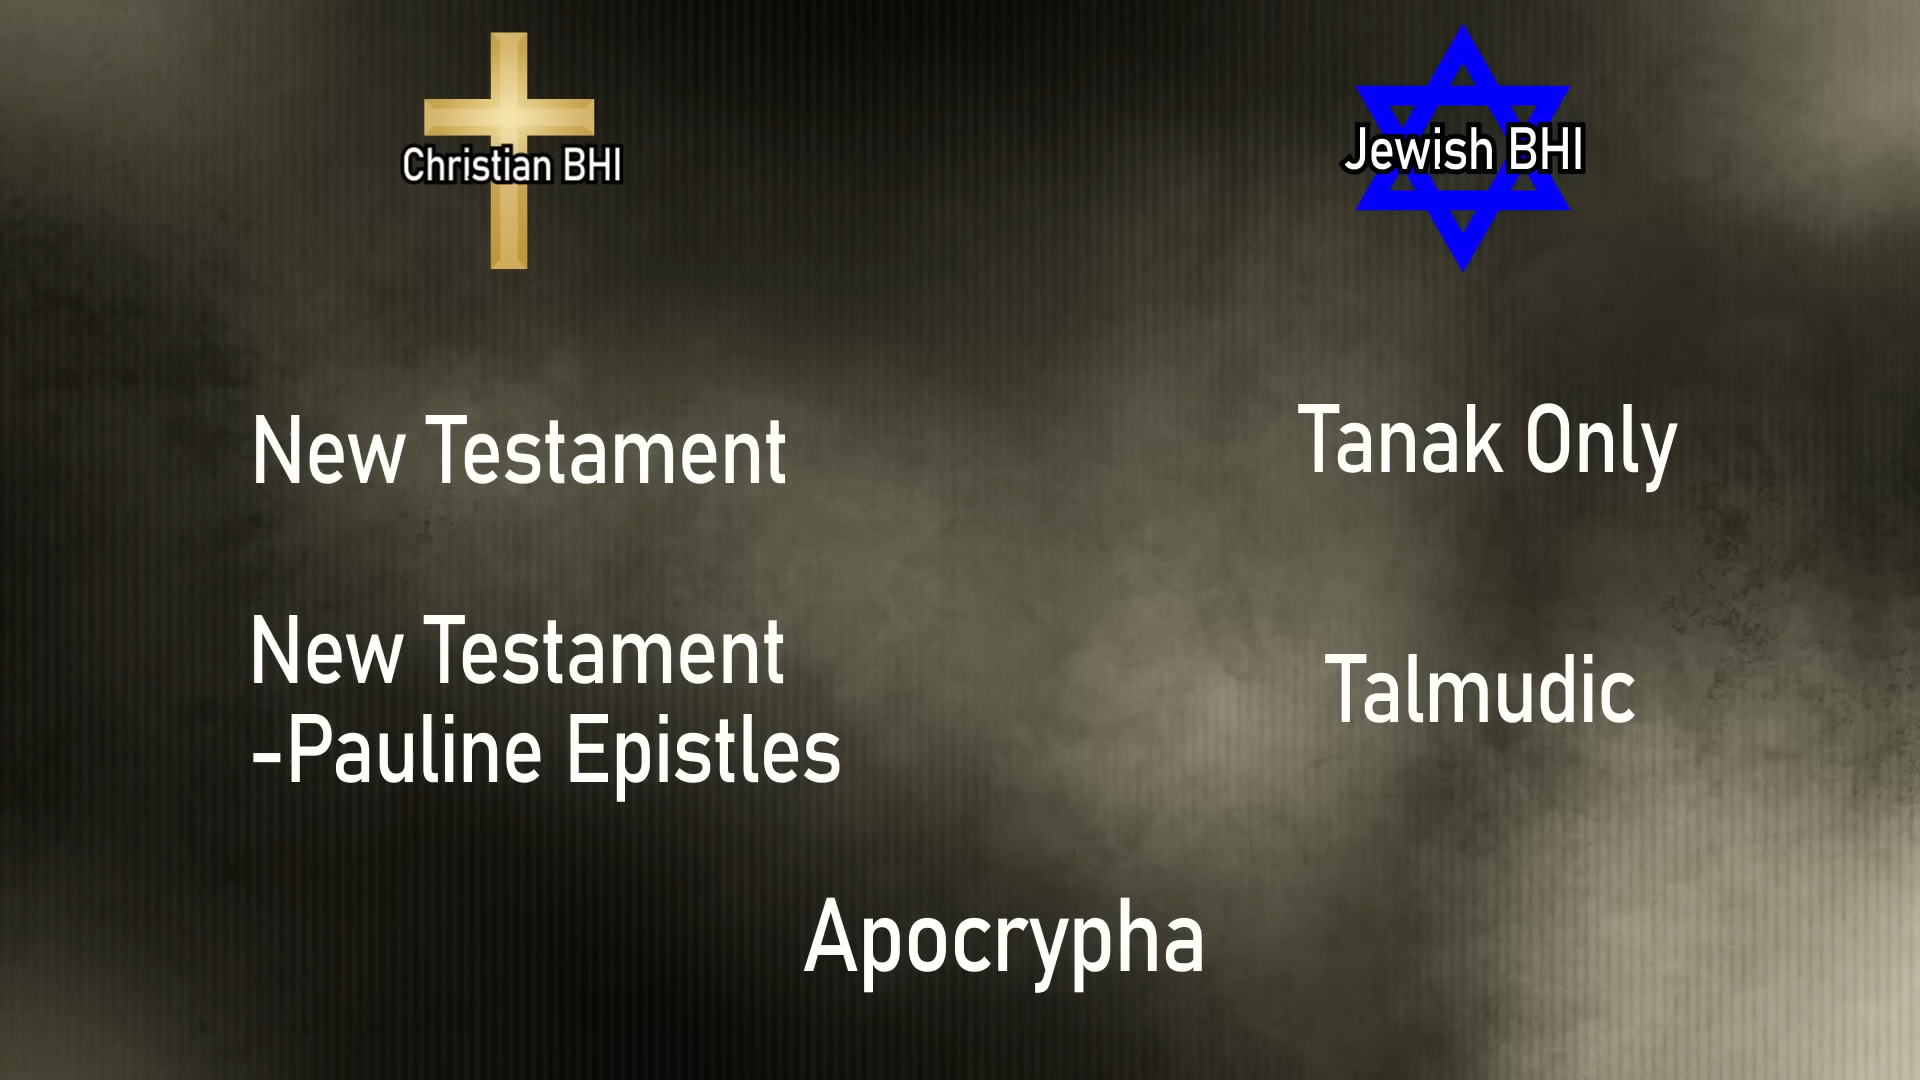 Christian BHI
Jewish BHI
New Testament
Tanak Only
New Testament
-Pauline Epistles
Talmudic
Apocrypha